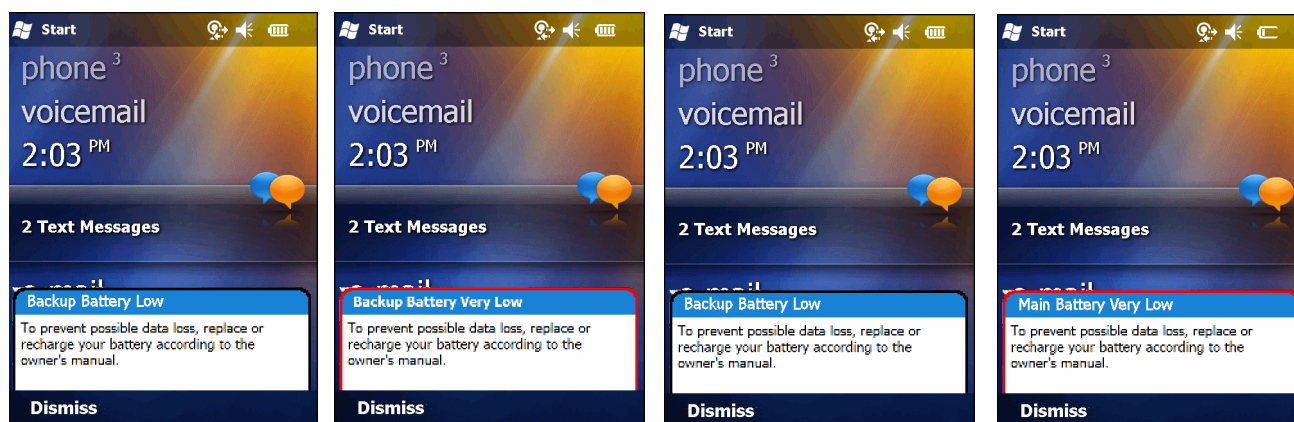 Start
phone 3
voicemail
2:03 PM
2 Text Messages
e-mail
Backup Battery Low
To prevent possible data loss, replace or
recharge your battery according to the
owner's manual.
Dismiss
Start
phone 3
voicemail
2:03 PM
2 Text Messages
e-mail
Backup Battery Very Low
To prevent possible data loss, replace or
recharge your battery according to the
owner's manual.
Dismiss
Start
phone 3
voicemail
2:03 PM
2 Text Messages
e-mail
Backup Battery Low
To prevent possible data loss, replace or
recharge your battery according to the
owner's manual.
Dismiss
Start
phone 3
voicemail
2:03 PM
2 Text Messages
e-mail
Main Battery Very Low
To prevent possible data loss, replace or
recharge your battery according to the
owner's manual.
Dismiss